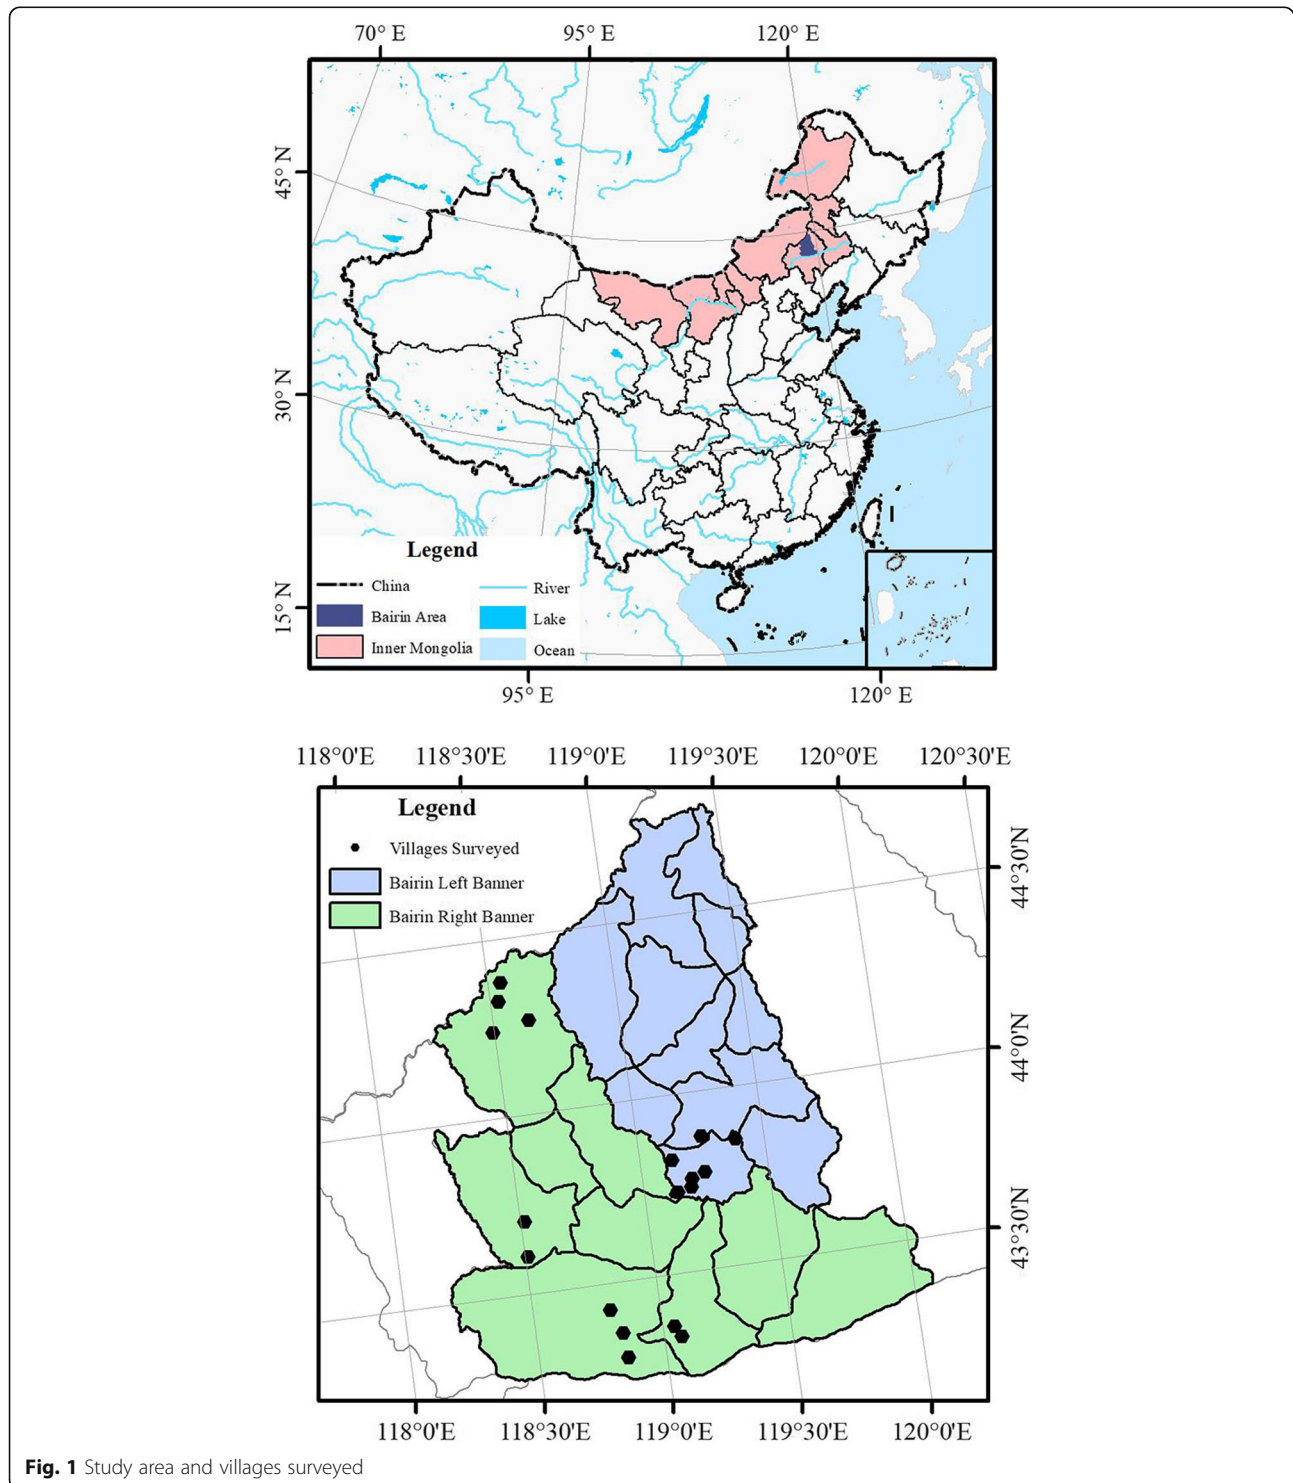 70° E 95° E 120° E
45° N
30° N
15° N
Legend
China
River
Bairin Area
Lake
Inner Mongolia
Ocean
95° E 120° E
118°0'E 118°30'E 119°0'E 119°30'E 120°0'E 120°30'E
Legend
Villages Surveyed
Bairin Left Banner
Bairin Right Banner
44°30'N
44°0'N
43°30'N
118°0'E 118°30'E 119°0'E 119°30'E 120°0'E
Fig. 1 Study area and villages surveyed